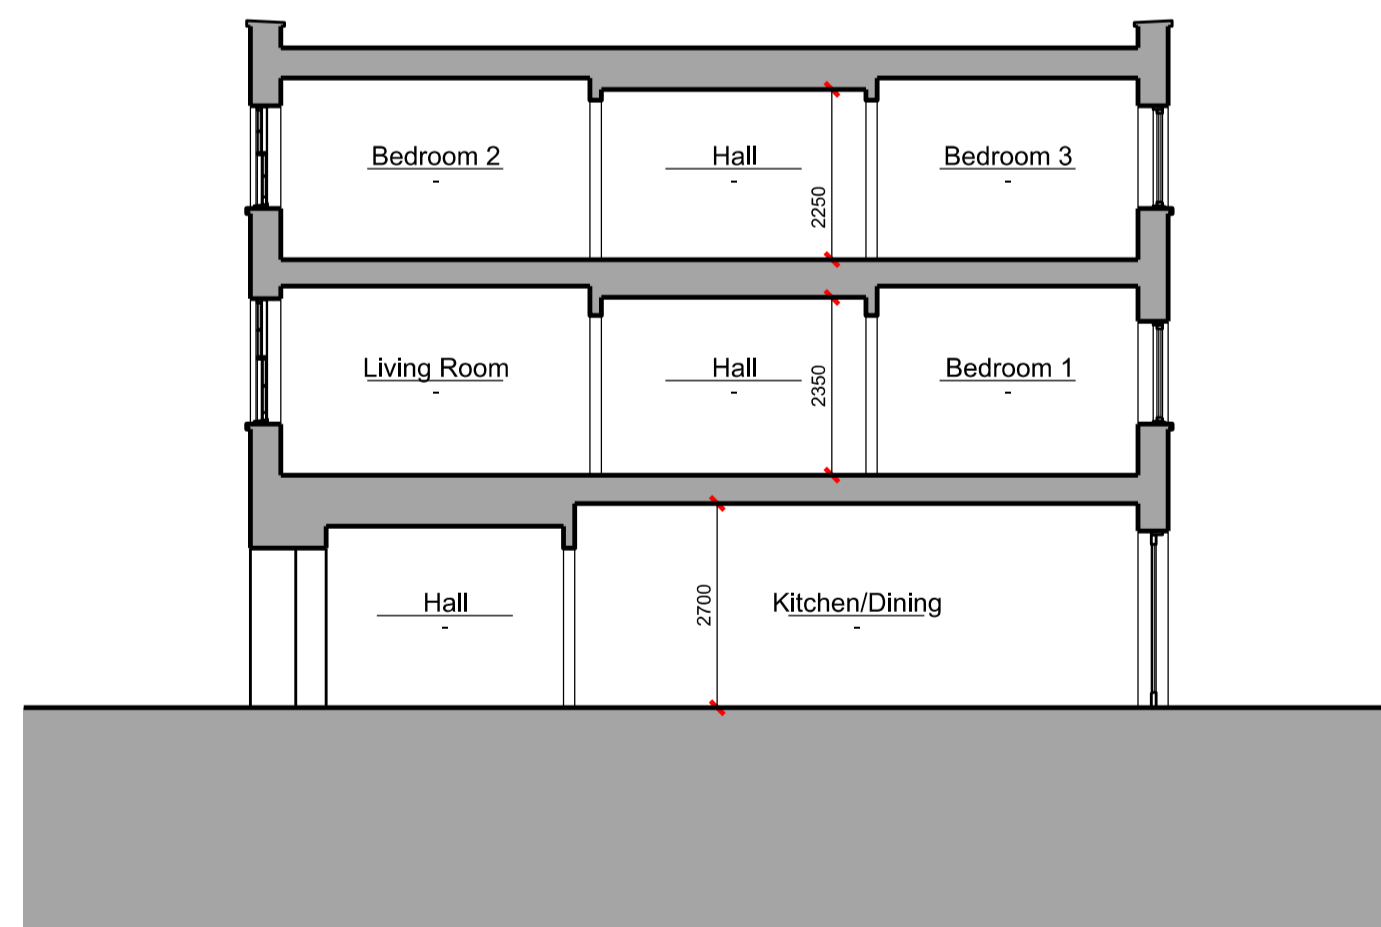 Bedroom 2
-
Hall
-
Bedroom 3
-
2250
Living Room
-
Hall
-
Bedroom 1
-
2350
Hall
-
Kitchen/Dining
-
2700